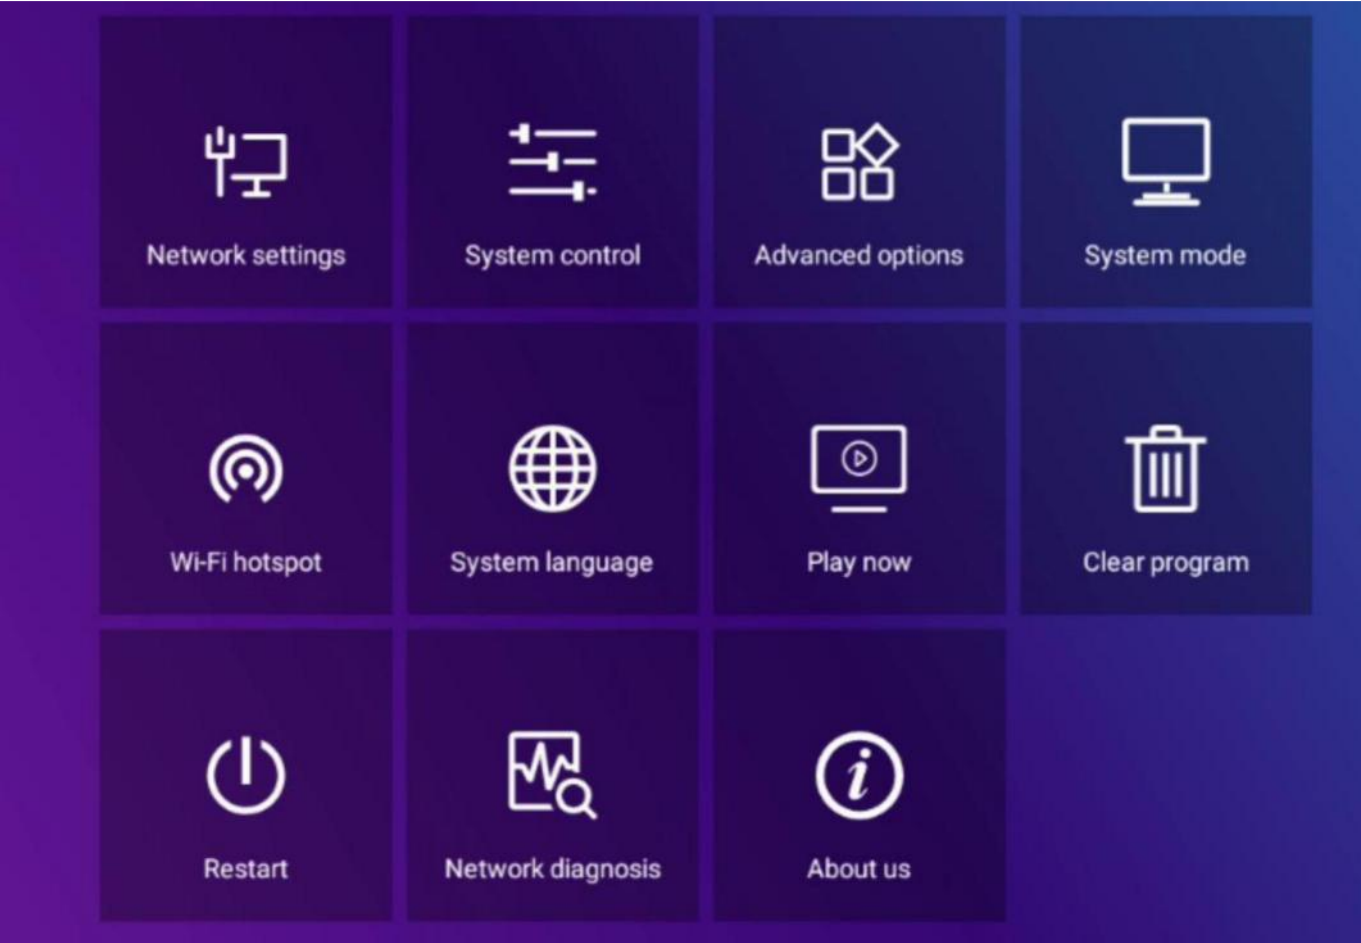 Network settings
System control
Advanced options
System mode
Wi-Fi hotspot
System language
Play now
Clear program
Restart
Network diagnosis
About us